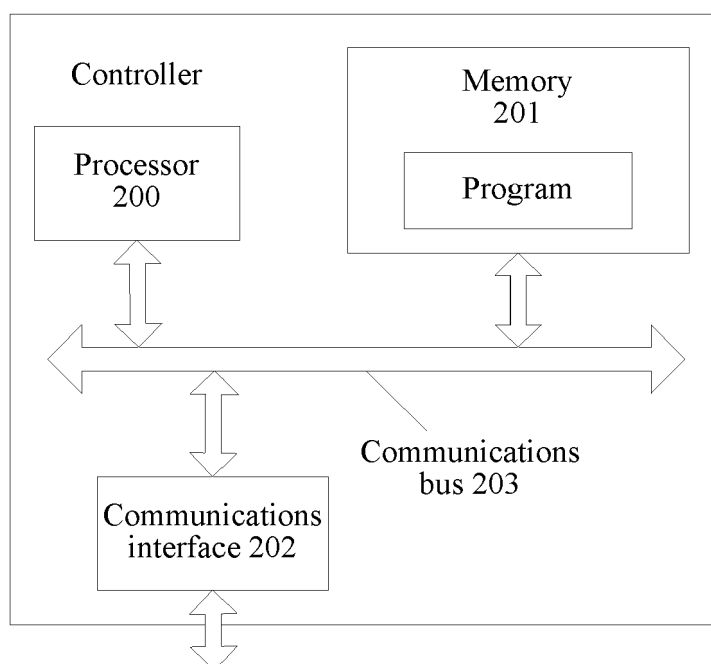 Controller
Memory
201
Processor
200
Program
Communications
bus 203
Communications
interface 202